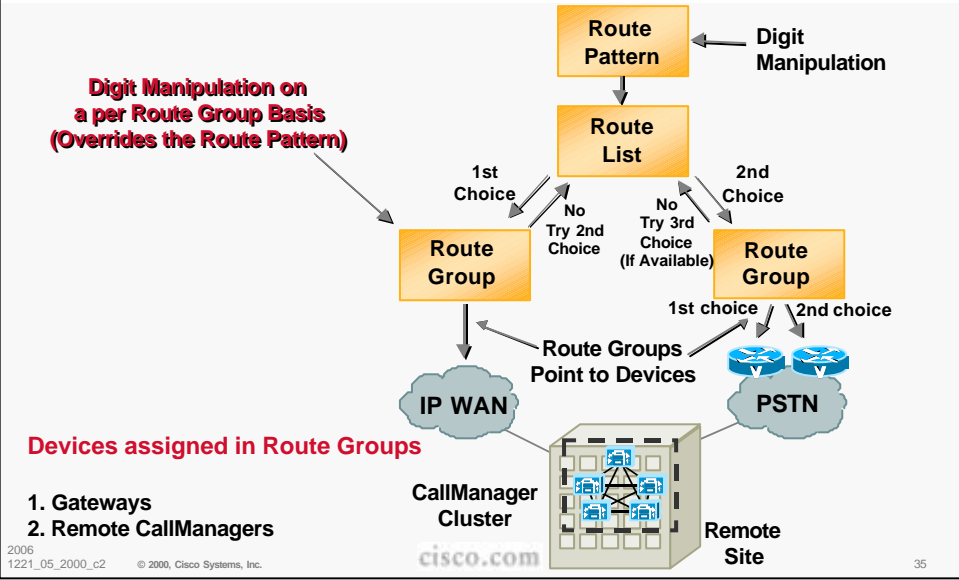 Route
Pattern
Digit
Manipulation
Digit Manipulation on
a per Route Group Basis
(Overrides the Route Pattern)
Route
List
1st
Choice
2nd
Choice
No
Try 2nd
Choice
No
Try 3rd
Choice
(If Available)
Route
Group
Route
Group
1st choice
2nd choice
Route Groups
Point to Devices
V
V
IP WAN
PSTN
Devices assigned in Route Groups
1. Gateways
2. Remote CallManagers
CallManager
Cluster
Remote
Site
2006
1221_05_2000_c2
© 2000, Cisco Systems, Inc.
cisco.com
35